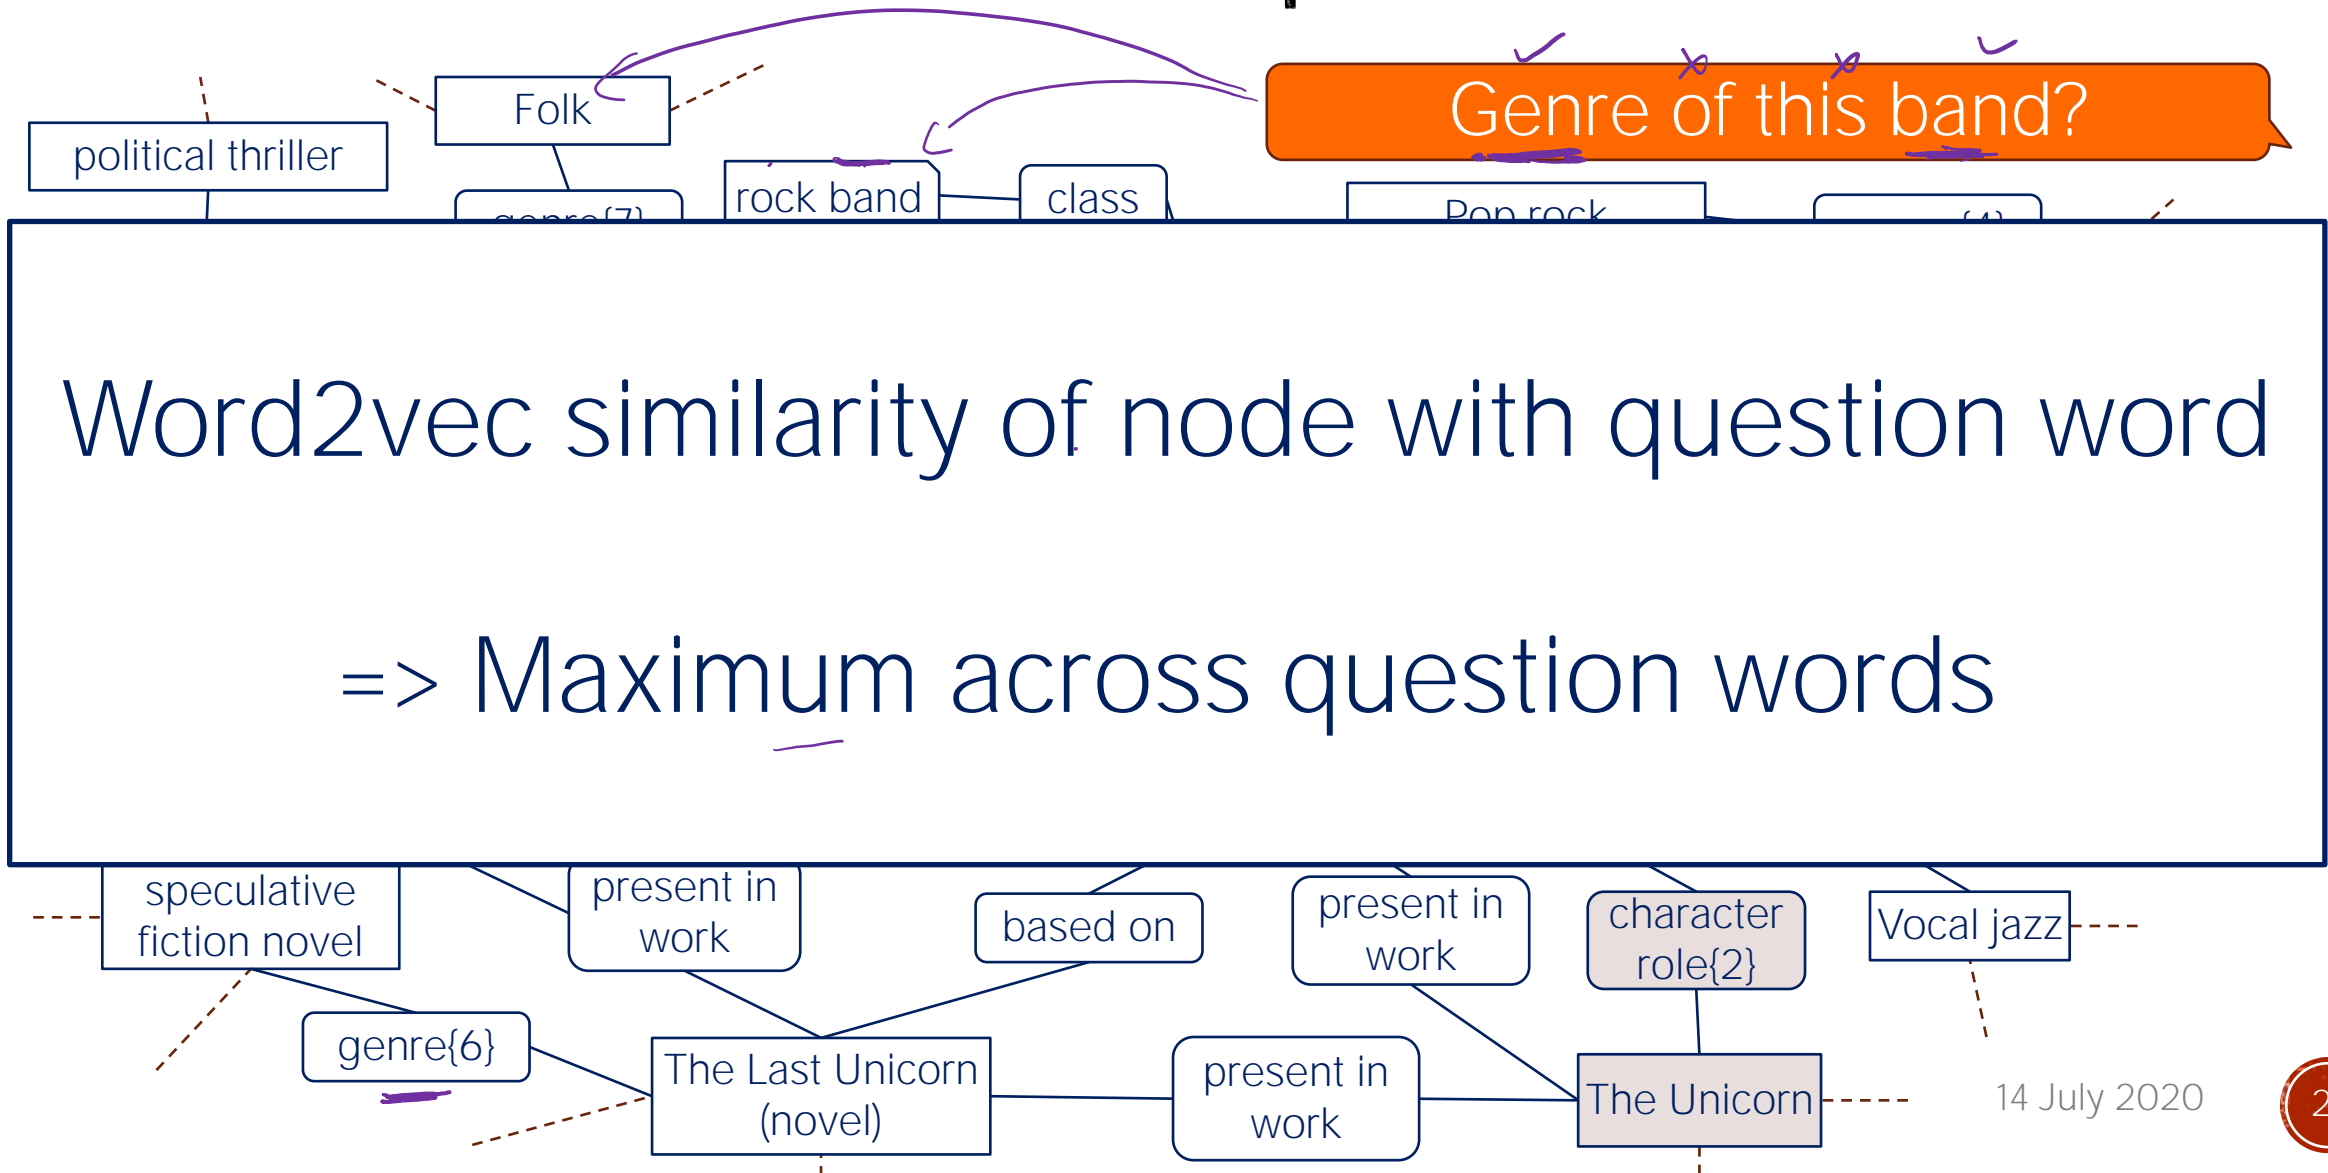 Genre of this band?
Folk
political thriller
rock band
class
Pop rock
Word2vec similarity of node with question word
=> Maximum across question words
speculative
fiction novel
present in
work
based on
present in
work
character
role{2}
Vocal jazz
genre{6}
The Last Unicorn
(novel)
present in
work
The Unicorn
14 July 2020